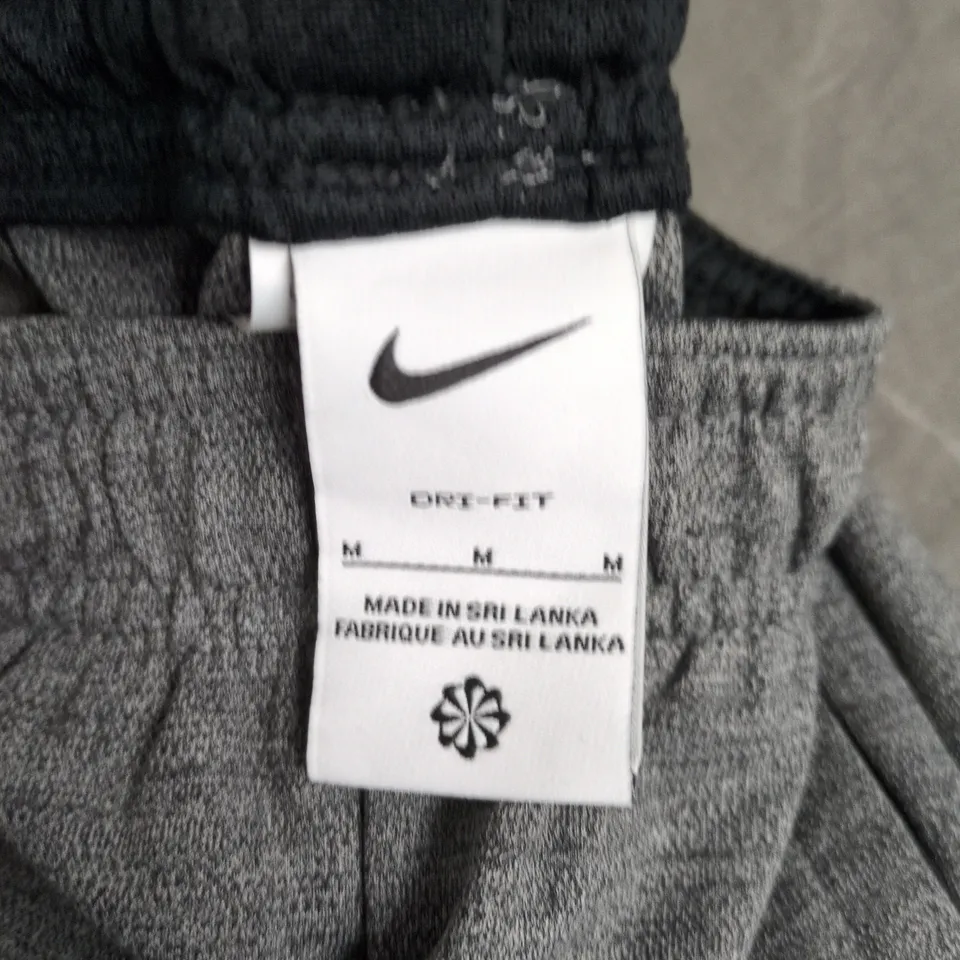 DRI-FIT
M M M
MADE IN SRI LANKA
FABRIQUE AU SRI LANKA